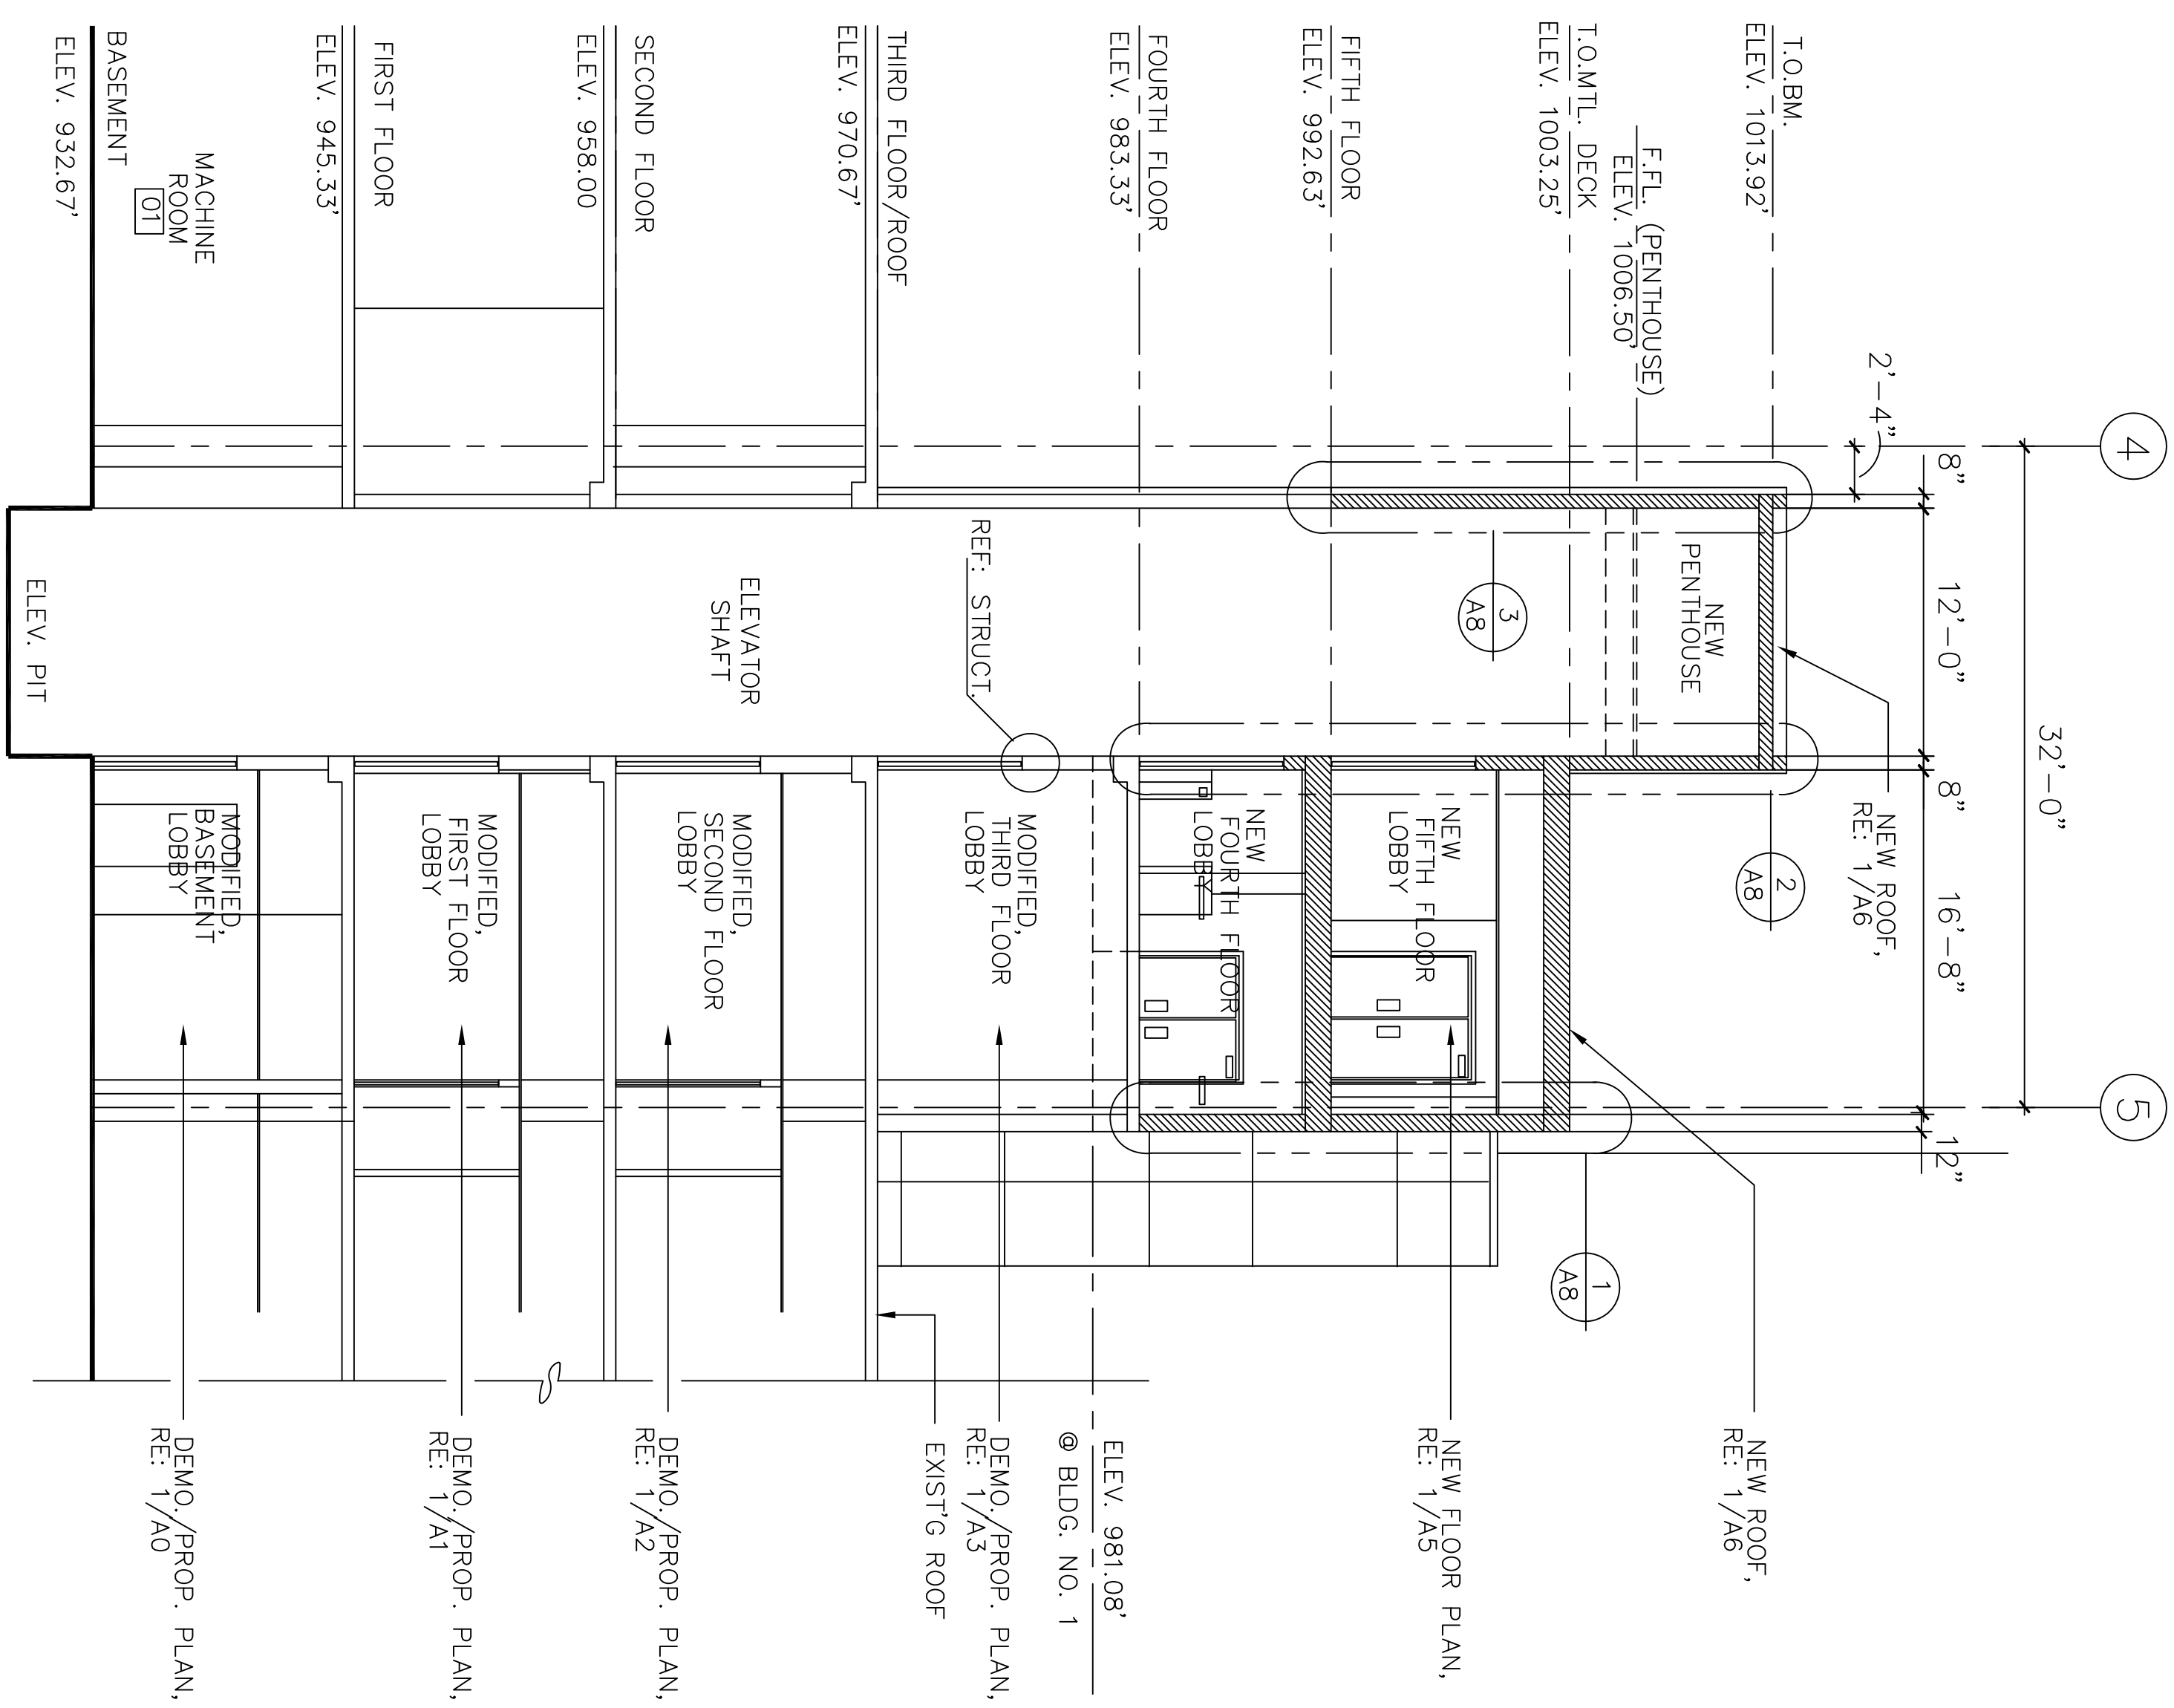 4
5
32'-0"
2'-4"
8"
12'-0"
8"
16'-8"
12"
T.O.BM.
ELEV. 1013.92'
F.FL. (PENTHOUSE)
ELEV. 1006.50'
T.O.MTL. DECK
ELEV. 1003.25'
FIFTH FLOOR
ELEV. 992.63'
FOURTH FLOOR
ELEV. 983.33'
THIRD FLOOR/ROOF
ELEV. 970.67'
SECOND FLOOR
ELEV. 958.00
FIRST FLOOR
ELEV. 945.33'
MACHINE
ROOM
01
BASEMENT
ELEV. 932.67'
NEW
PENTHOUSE
3
A8
REF: STRUCT.
ELEVATOR
SHAFT
ELEV. PIT
NEW ROOF,
RE: 1/A6
2
A8
NEW
FIFTH FLOOR
LOBBY
NEW
FOURTH FLOOR
LOBBY
MODIFIED,
THIRD FLOOR
LOBBY
MODIFIED,
SECOND FLOOR
LOBBY
MODIFIED,
FIRST FLOOR
LOBBY
MODIFIED,
BASEMENT
LOBBY
1
A8
NEW ROOF,
RE: 1/A6
NEW FLOOR PLAN,
RE: 1/A5
ELEV. 981.08'
@ BLDG. NO. 1
DEMO./PROP. PLAN,
RE: 1/A3
EXIST'G ROOF
DEMO./PROP. PLAN,
RE: 1/A2
DEMO./PROP. PLAN,
RE: 1/A1
DEMO./PROP. PLAN,
RE: 1/A0